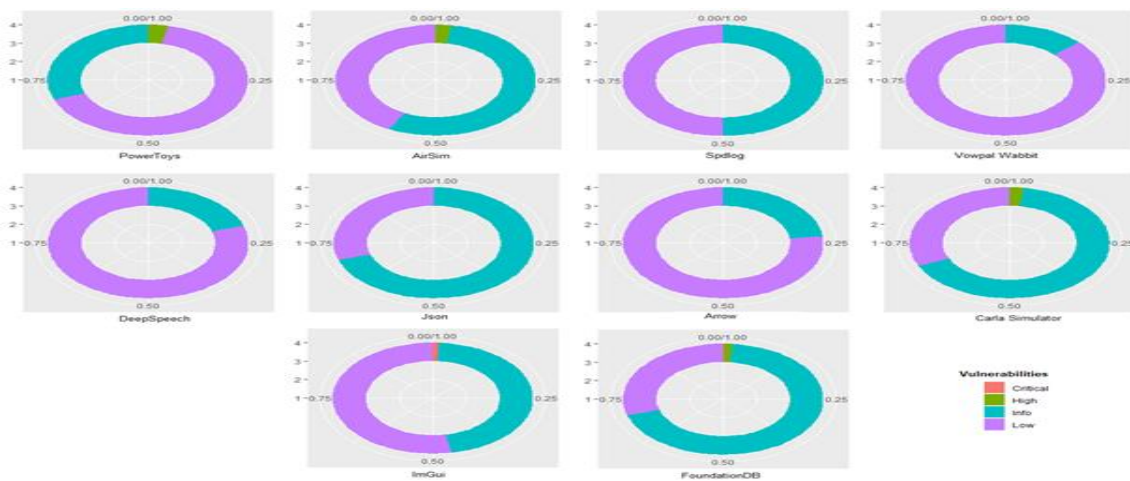 0.00/1.00 0.00/1.00 0.00/1.00 0.00/1.00
4 4 4 4
3 3 3 3
2 2 2 2
1 0.75 0.25 1 0.75 0.25 1 0.75 0.25 1 0.75 0.25
0.50 0.50 0.50 0.50
PowerToys AirSim Spdlog Vowpal Wabbit
0.00/1.00 0.00/1.00 0.00/1.00 0.00/1.00
4 4 4 4
3 3 3 3
2 2 2 2
1 0.75 0.25 1 0.75 0.25 1 0.75 0.25 1 0.75 0.25
0.50 0.50 0.50 0.50
DeepSpeech Json Arrow Carla Simulator
0.00/1.00 0.00/1.00
4 4
3 3
2 2
1 0.75 0.25 1 0.75 0.25
0.50 0.50
ImGui FoundationDB
Vulnerabilities
Critical
High
Info
Low